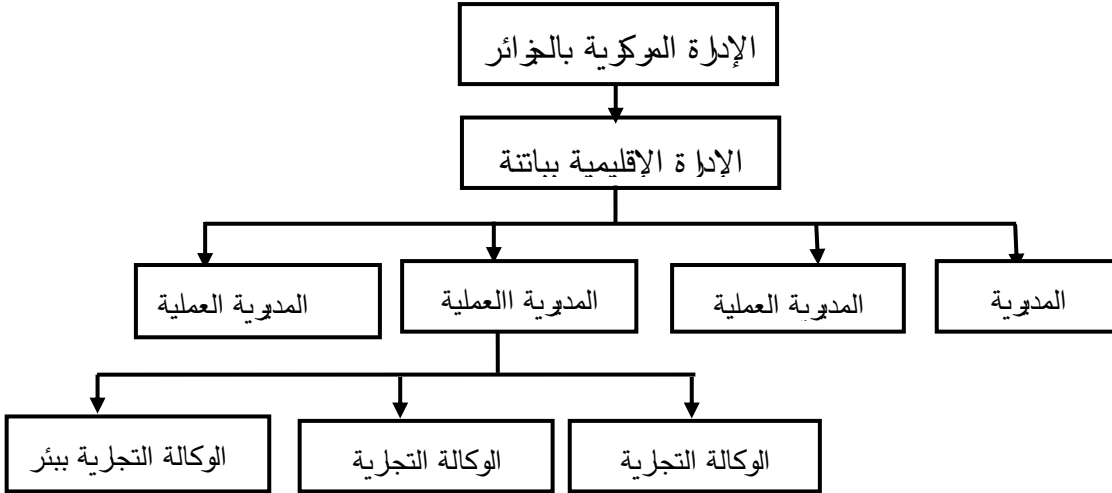 الإدارة المركزية بالجزائر
الإدارة الإقليمية بباتنة
المديرية
المديرية العملية
المديرية االعملية
المديرية العملية
الوكالة التجارية
الوكالة التجارية
الوكالة التجارية ببئر